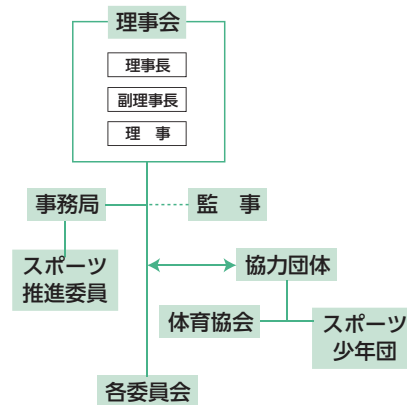 理事会
理事長
副理事長
理　事
事務局
監　事
スポーツ
推進委員
協力団体
体育協会
スポーツ
少年団
各委員会